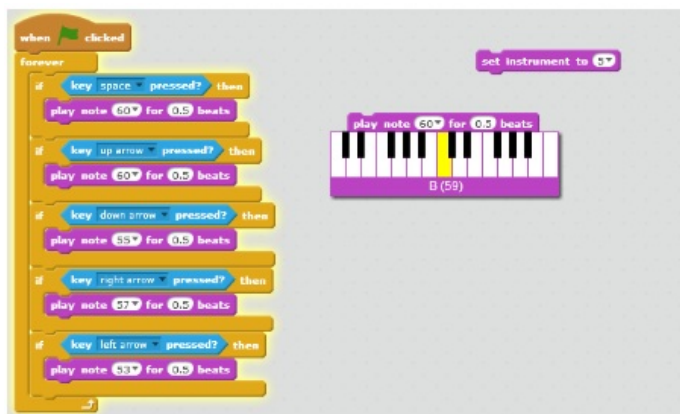 when clicked
forever
if key space pressed? then
play note 60 for 0.5 beats
if key up arrow pressed? then
play note 60 for 0.5 beats
if key down arrow pressed? then
play note 55 for 0.5 beats
if key right arrow pressed? then
play note 57 for 0.5 beats
if key left arrow pressed? then
play note 53 for 0.5 beats
set instrument to 5
play note 60 for 0.5 beats
B (59)